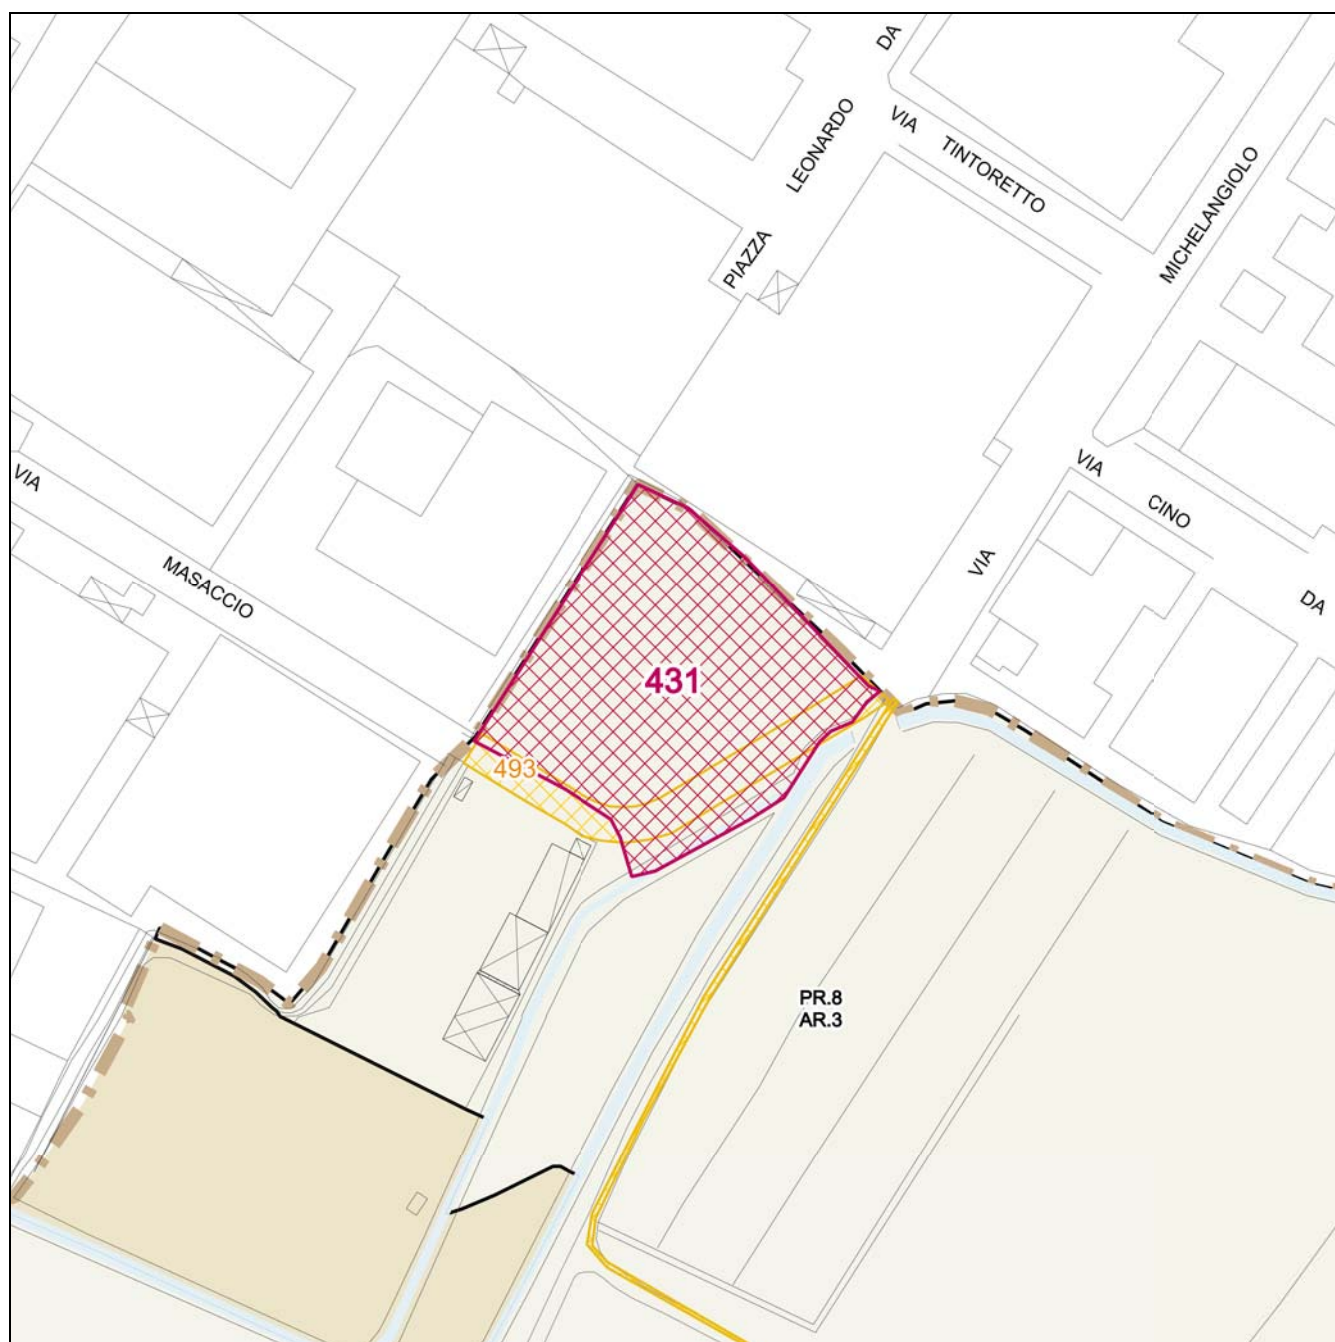 DA
LEONARDO
PIAZZA
VIA
TINTORETTO
MICHELANGIOLO
VIA
MASACCIO
VIA
CINO
DA
VIA
431
493
PR.8
AR.3